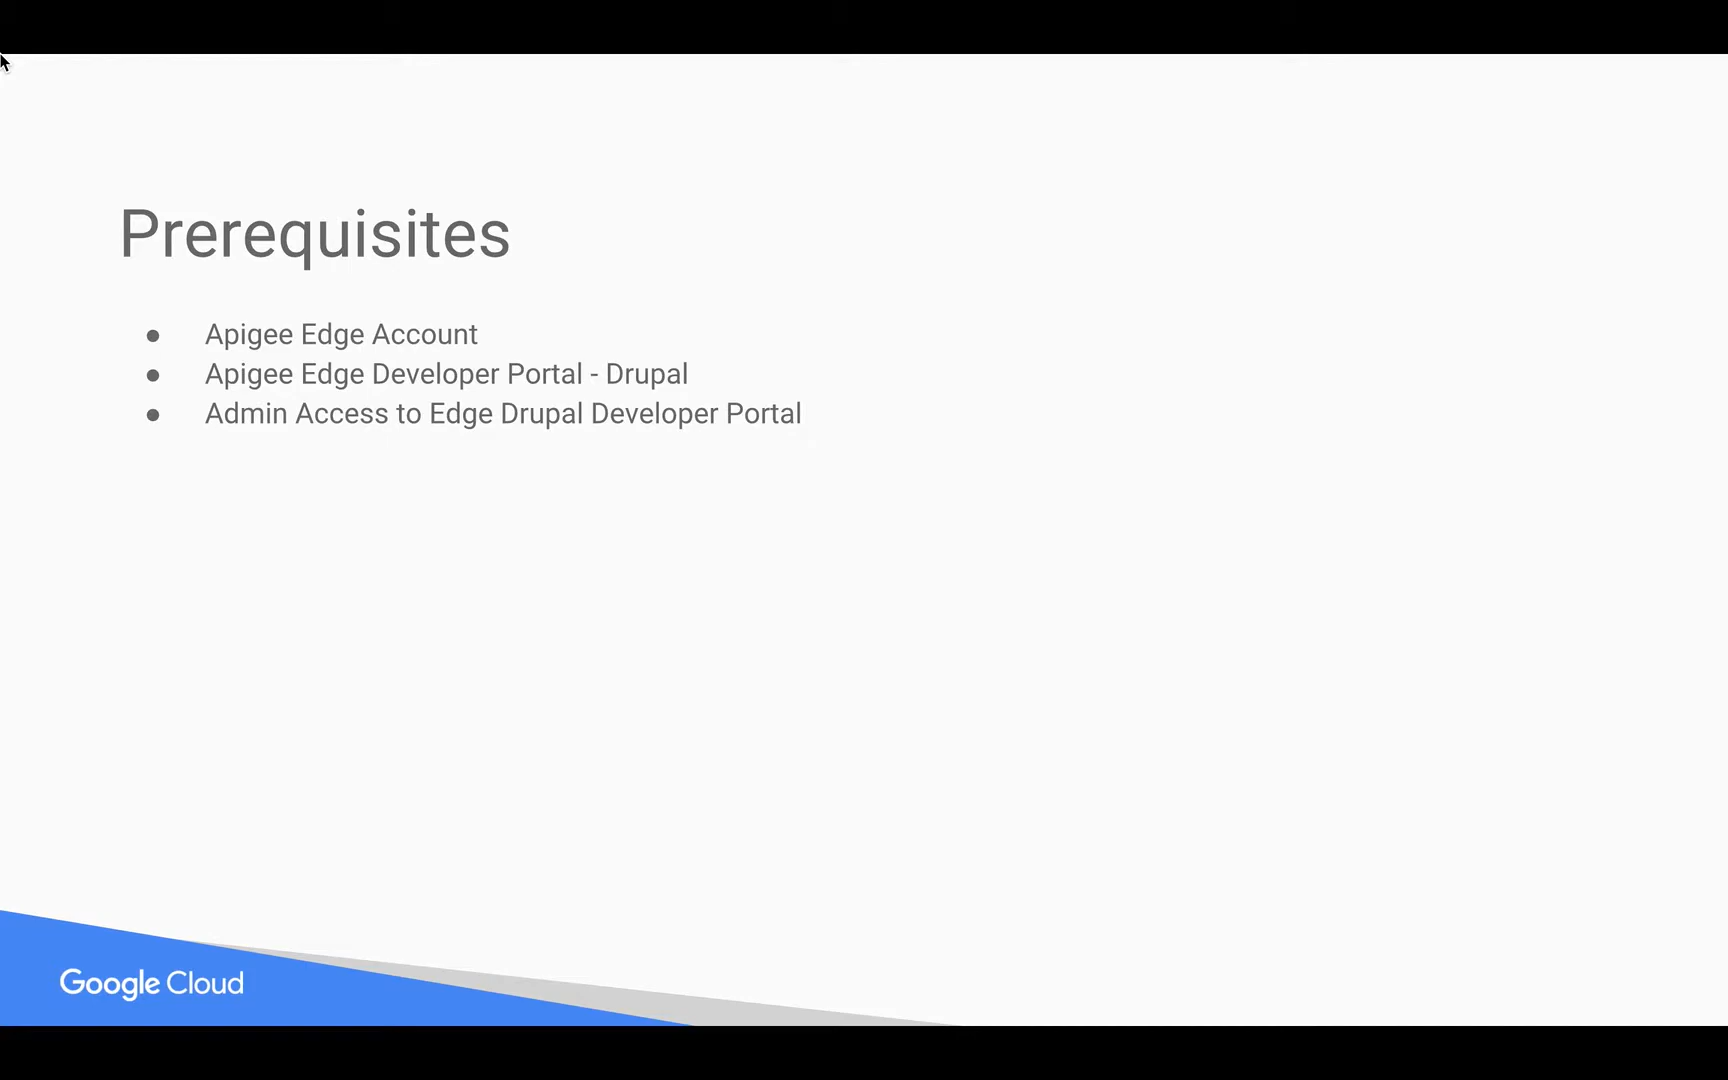 Prerequisites
● Apigee Edge Account
● Apigee Edge Developer Portal - Drupal
● Admin Access to Edge Drupal Developer Portal
Google Cloud